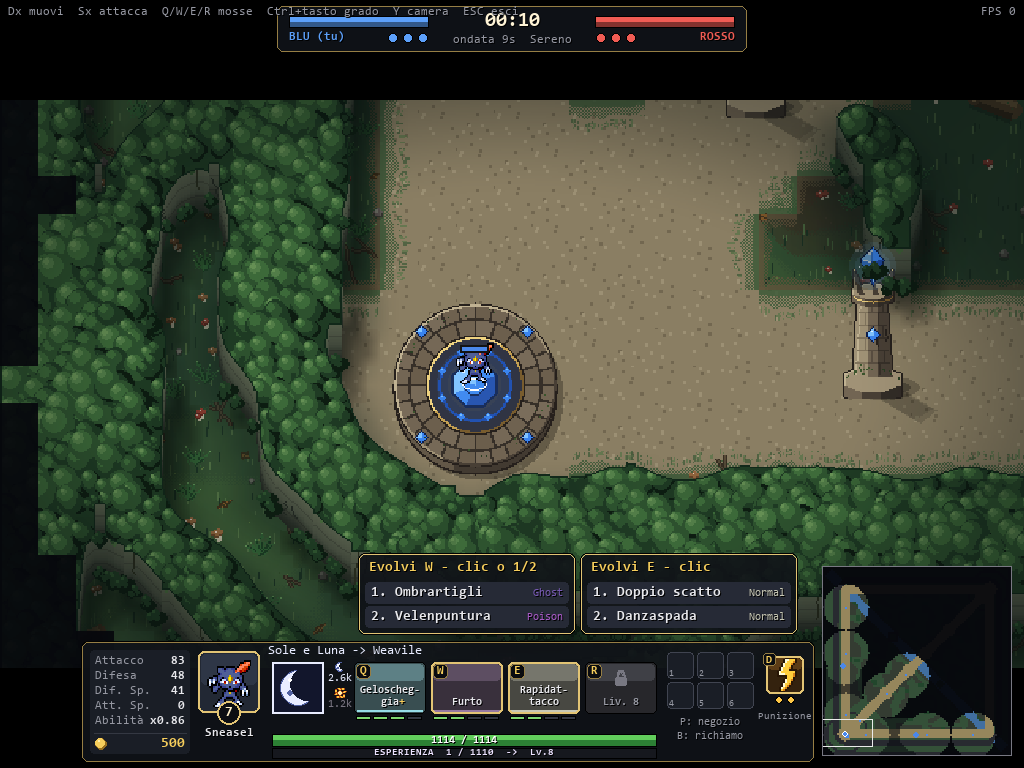 Dx muovi  Sx attacca  Q/W/E/R mosse  Ctrl+tasto grado  Y camera  ESC esci
FPS 0
00:10
BLU (tu)
ondata 9s  Sereno
ROSSO
Evolvi W - clic o 1/2
1. Ombrartigli  Ghost
2. Velenpuntura  Poison
Evolvi E - clic
1. Doppio scatto  Normal
2. Danzaspada  Normal
Attacco 83
Difesa 48
Dif. Sp. 41
Att. Sp. 0
Abilità x0.86
500
7
Sneasel
Sole e Luna -> Weavile
2.6k
1.2k
Q
Geloscheg-
gia+
W
Furto
E
Rapidat-
tacco
R
Liv. 8
1114 / 1114
ESPERIENZA  1 / 1110  ->  Lv.8
1 2 3
4 5 6
P: negozio
B: richiamo
D
Punizione